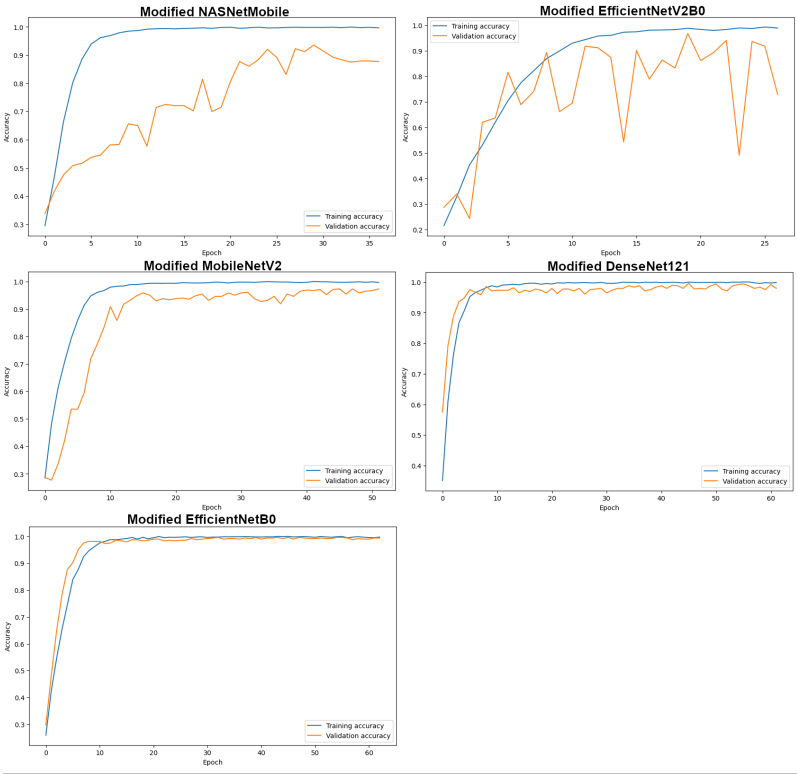 Modified NASNetMobile
1.0
0.9
0.8
0.7
0.6
0.5
0.4
0.3
Accuracy
0 5 10 15 20 25 30 35
Epoch
Training accuracy
Validation accuracy
Modified EfficientNetV2B0
1.0
0.9
0.8
0.7
0.6
0.5
0.4
0.3
0.2
Accuracy
0 5 10 15 20 25
Epoch
Training accuracy
Validation accuracy
Modified MobileNetV2
1.0
0.9
0.8
0.7
0.6
0.5
0.4
0.3
Accuracy
0 10 20 30 40 50
Epoch
Training accuracy
Validation accuracy
Modified DenseNet121
1.0
0.9
0.8
0.7
0.6
0.5
0.4
Accuracy
0 10 20 30 40 50 60
Epoch
Training accuracy
Validation accuracy
Modified EfficientNetB0
1.0
0.9
0.8
0.7
0.6
0.5
0.4
0.3
Accuracy
0 10 20 30 40 50 60
Epoch
Training accuracy
Validation accuracy